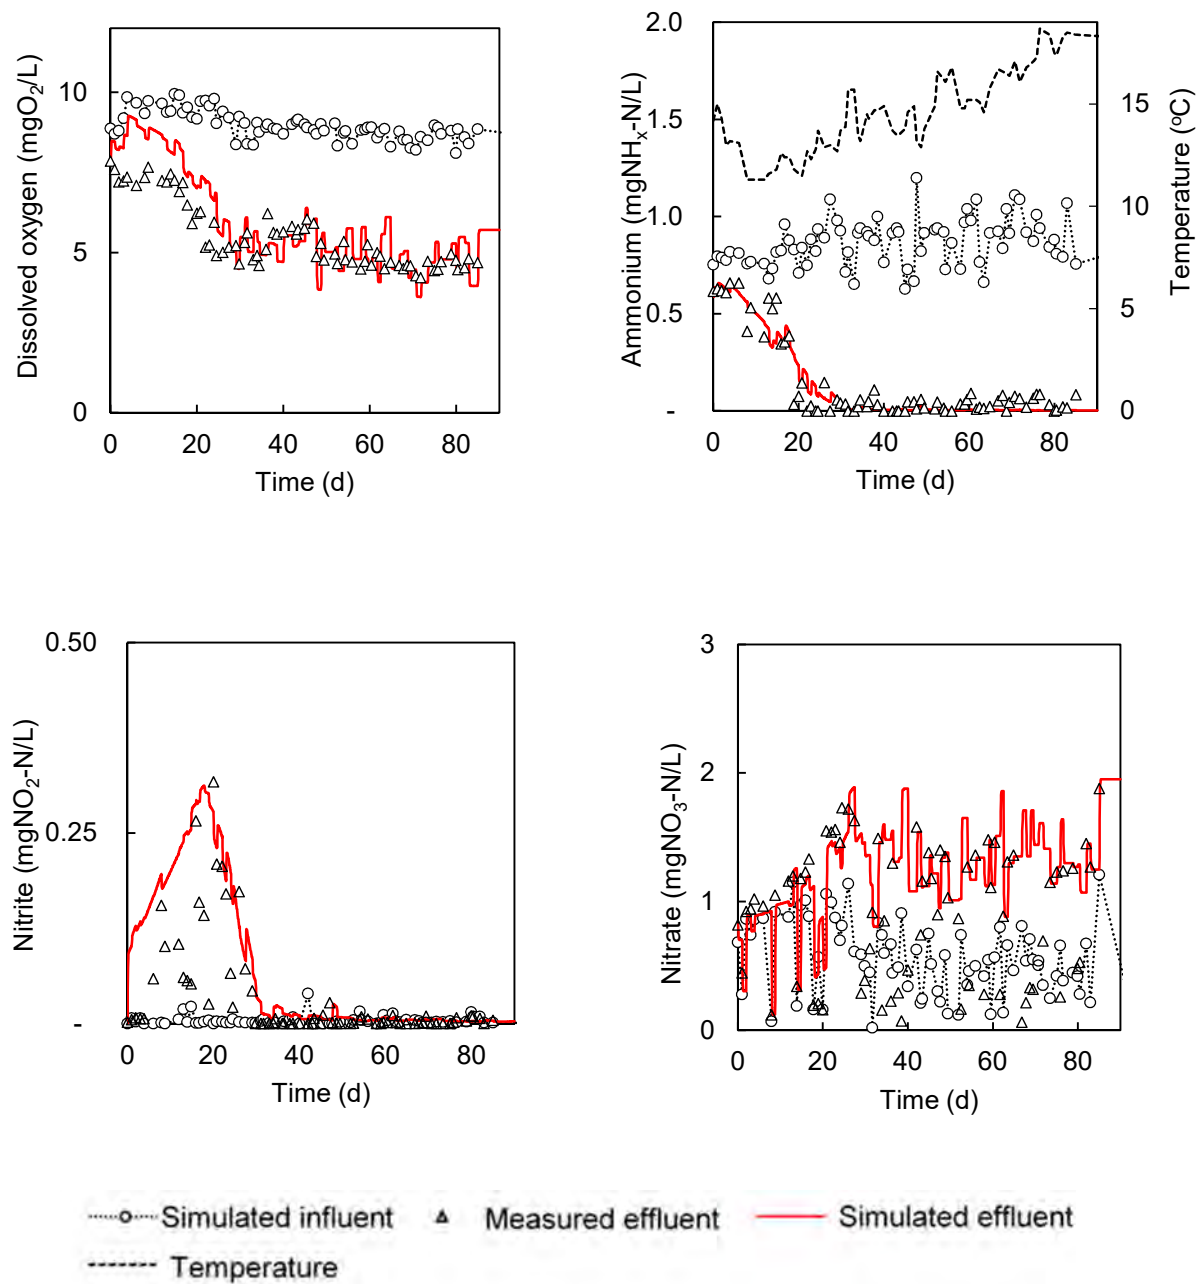 Dissolved oxygen (mgO2/L)
10
5
0
0 20 40 60 80
Time (d)
Ammonium (mgNHx-N/L)
2.0
1.5
1.0
0.5
-
0 20 40 60 80
Time (d)
15
10
5
0
Temperature (ºC)
Nitrite (mgNO2-N/L)
0.50
0.25
-
0 20 40 60 80
Time (d)
Nitrate (mgNO3-N/L)
3
2
1
0
0 20 40 60 80
Time (d)
Simulated influent Measured effluent Simulated effluent
Temperature